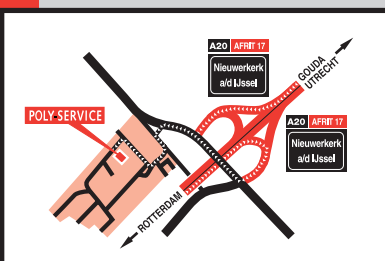 A20 AFRIT 17
Nieuwerkerk
a/d IJssel
GOUDA
UTRECHT
POLY-SERVICE
A20 AFRIT 17
Nieuwerkerk
a/d IJssel
ROTTERDAM